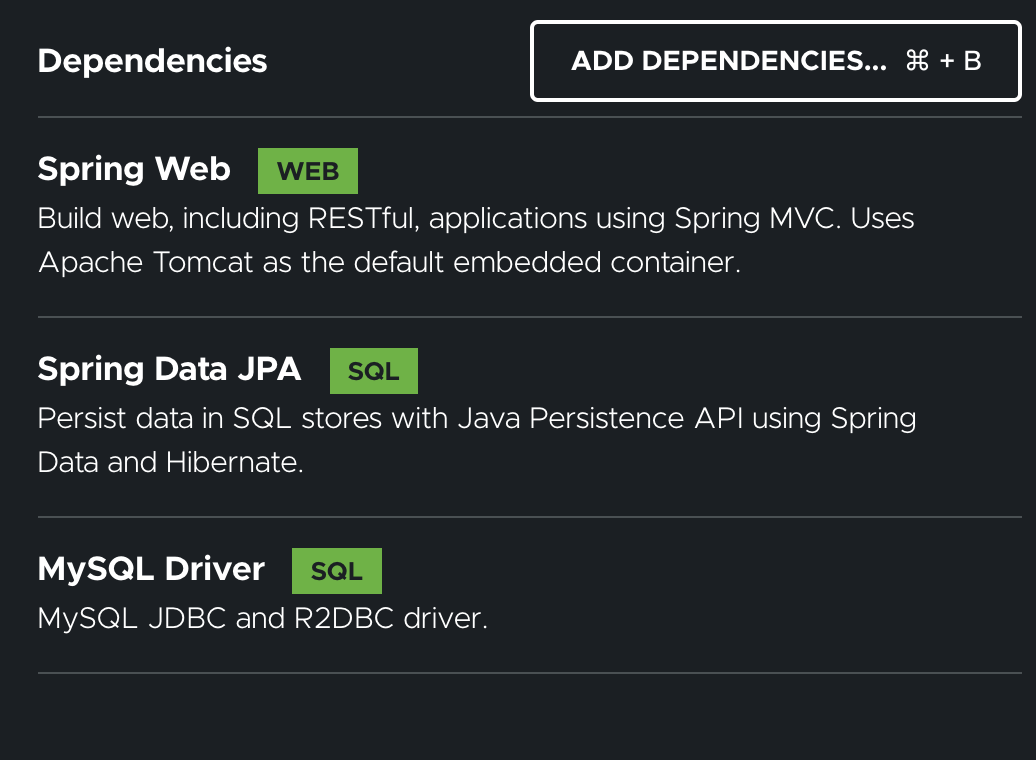 Dependencies
ADD DEPENDENCIES... ⌘ + B
Spring Web WEB
Build web, including RESTful, applications using Spring MVC. Uses
Apache Tomcat as the default embedded container.
Spring Data JPA SQL
Persist data in SQL stores with Java Persistence API using Spring
Data and Hibernate.
MySQL Driver SQL
MySQL JDBC and R2DBC driver.